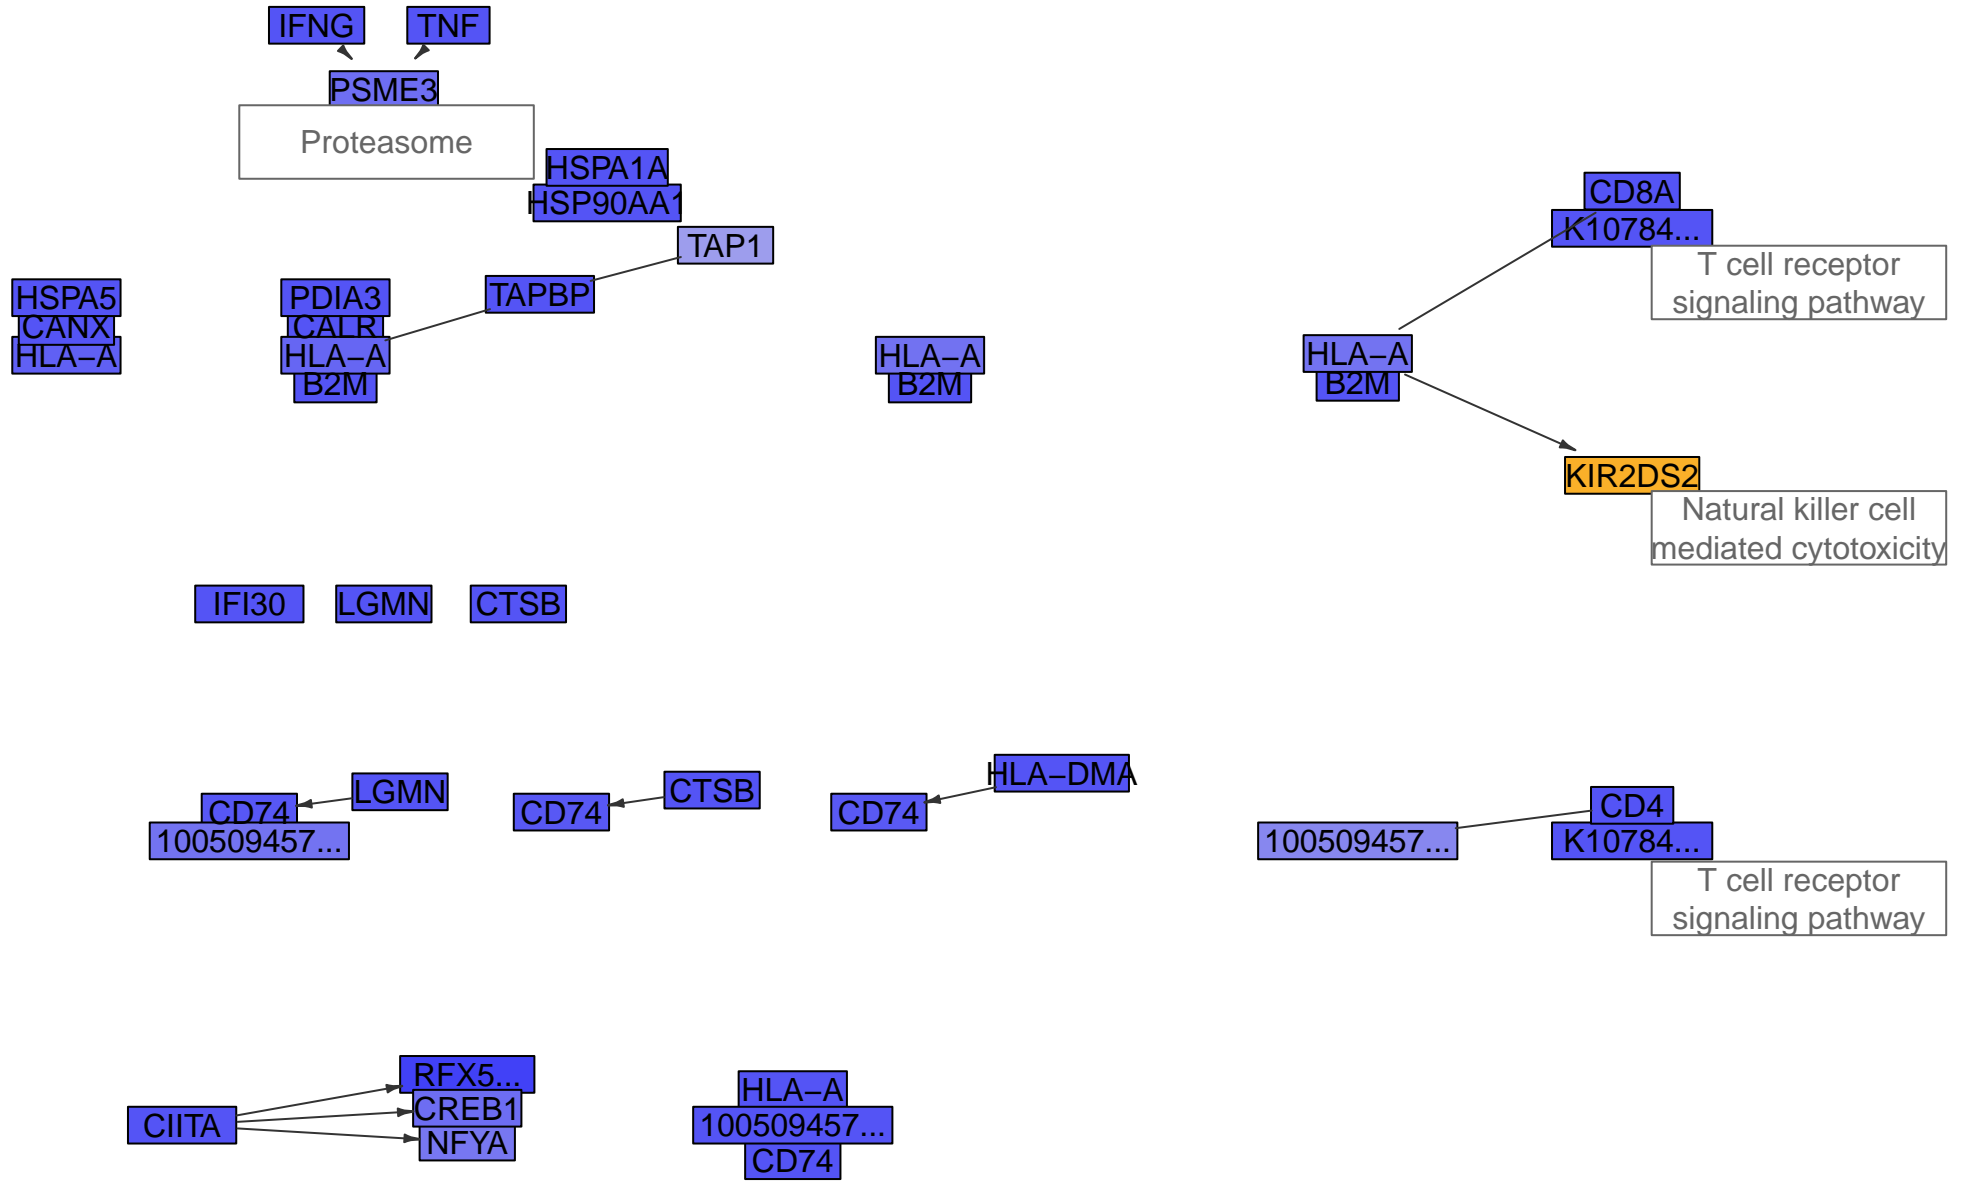 IFNG
TNF
PSME3
Proteasome
HSPA1A
HSP90AA1
TAP1
TAPBP
HSPA5
CANX
HLA−A
PDIA3
CALR
HLA−A
B2M
HLA−A
B2M
HLA−A
B2M
CD8A
K10784...
T cell receptor
signaling pathway
KIR2DS2
Natural killer cell
mediated cytotoxicity
IFI30
LGMN
CTSB
LGMN
CD74
100509457...
CTSB
CD74
HLA−DMA
CD74
CD4
100509457...
K10784...
T cell receptor
signaling pathway
CIITA
RFX5...
CREB1
NFYA
HLA−A
100509457...
CD74